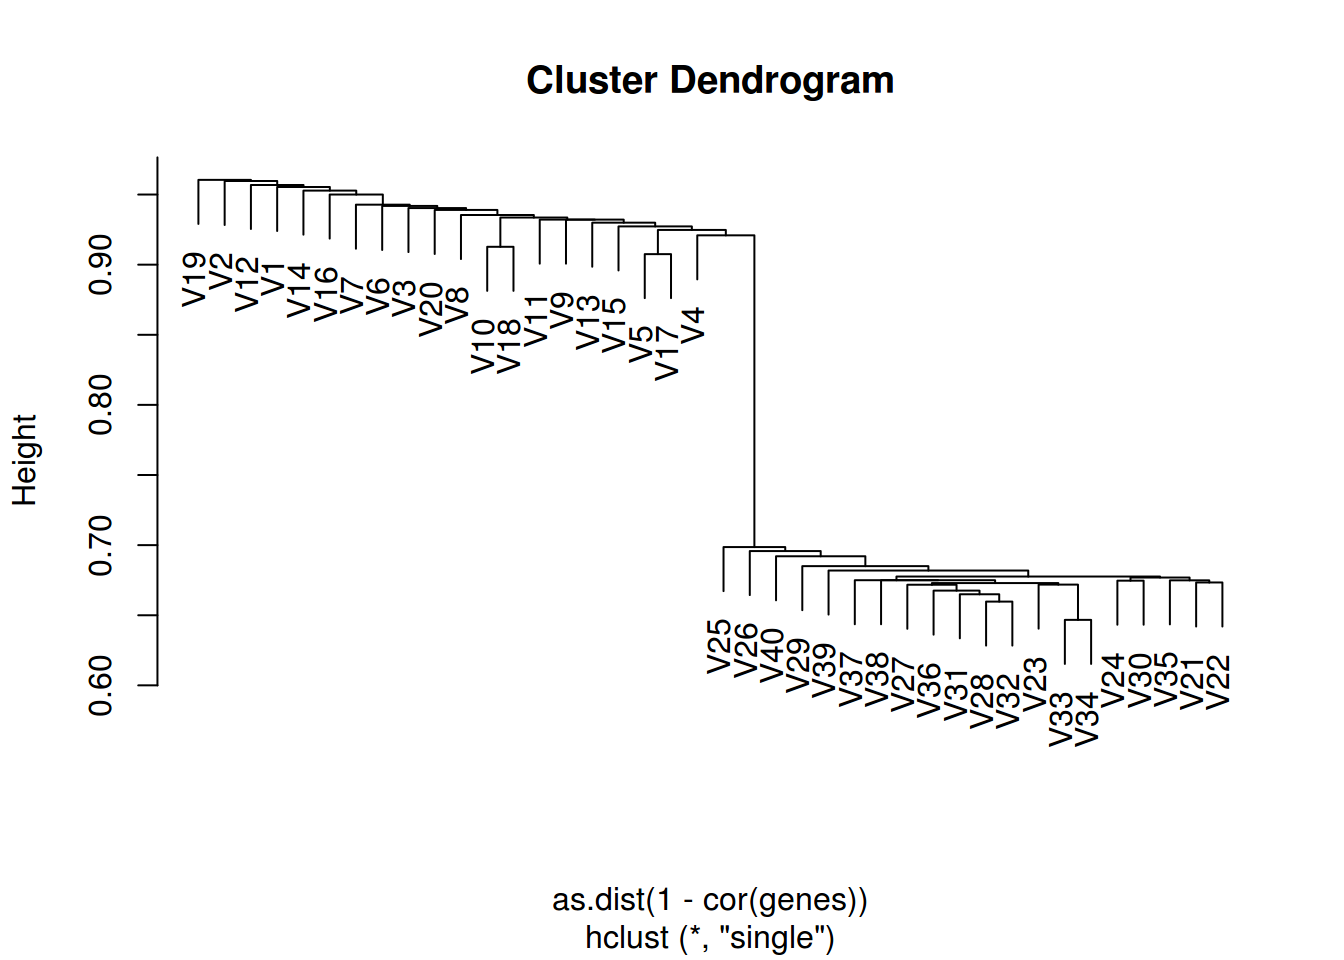 Cluster Dendrogram
Height
0.90
0.80
0.70
0.60
V19
V2
V12
V1
V14
V16
V7
V6
V3
V20
V8
V10
V18
V11
V9
V13
V15
V5
V17
V4
V25
V26
V40
V29
V39
V37
V38
V27
V36
V31
V28
V32
V23
V33
V34
V24
V30
V35
V21
V22
as.dist(1 - cor(genes))
hclust (*, "single")